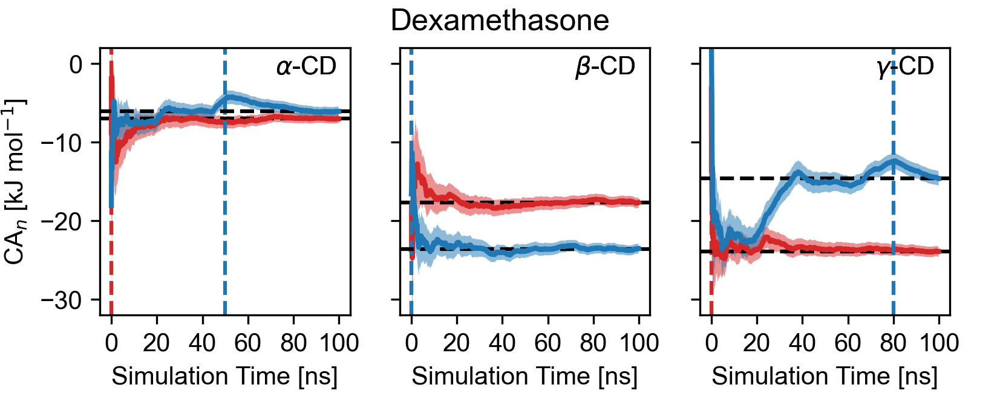 Dexamethasone
α-CD
β-CD
γ-CD
CAₙ [kJ mol⁻¹]
0
−10
−20
−30
0 20 40 60 80 100
0 20 40 60 80 100
0 20 40 60 80 100
Simulation Time [ns]
Simulation Time [ns]
Simulation Time [ns]